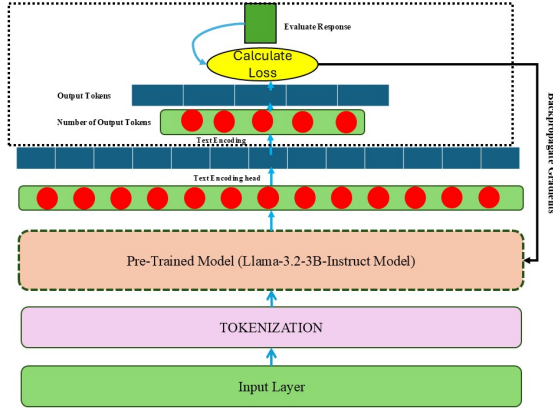 Evaluate Response
Calculate
Loss
Output Tokens
Number of Output Tokens
Text Encoding
Text Encoding head
Backpropagate Gradients
Pre-Trained Model (Llama-3.2-3B-Instruct Model)
TOKENIZATION
Input Layer